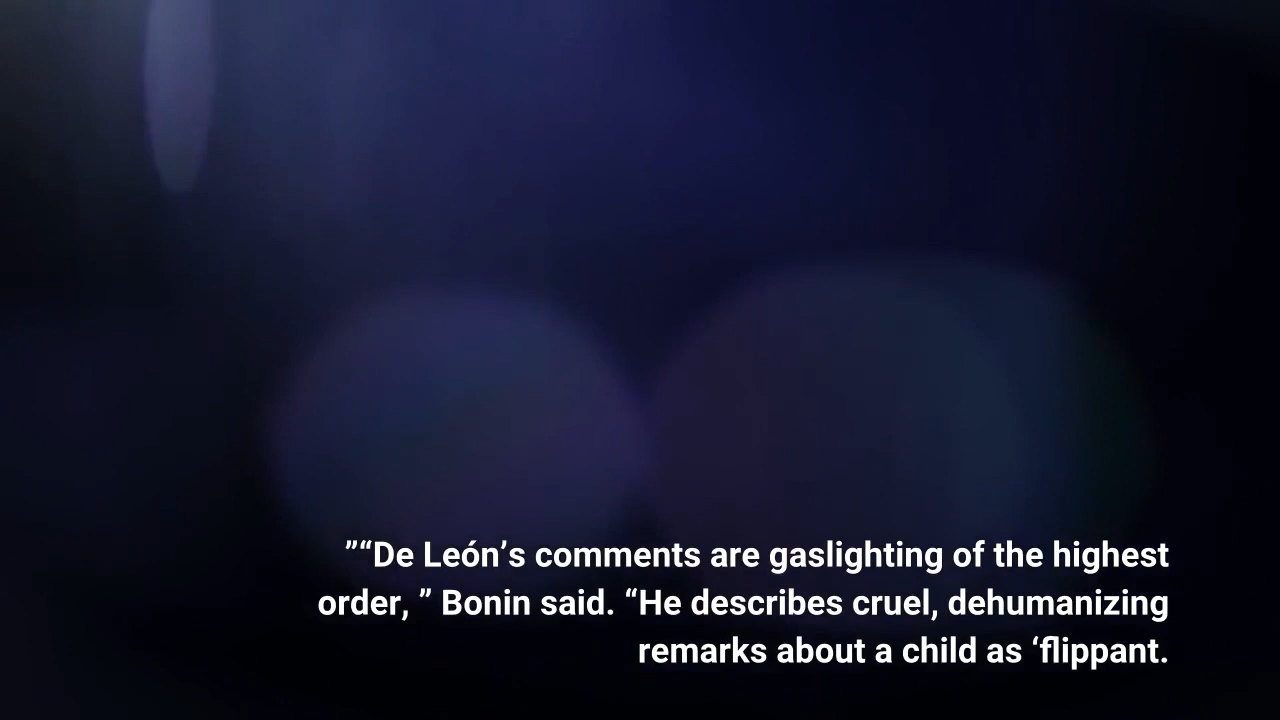 ”“De León’s comments are gaslighting of the highest
order, ” Bonin said. “He describes cruel, dehumanizing
remarks about a child as ‘flippant.